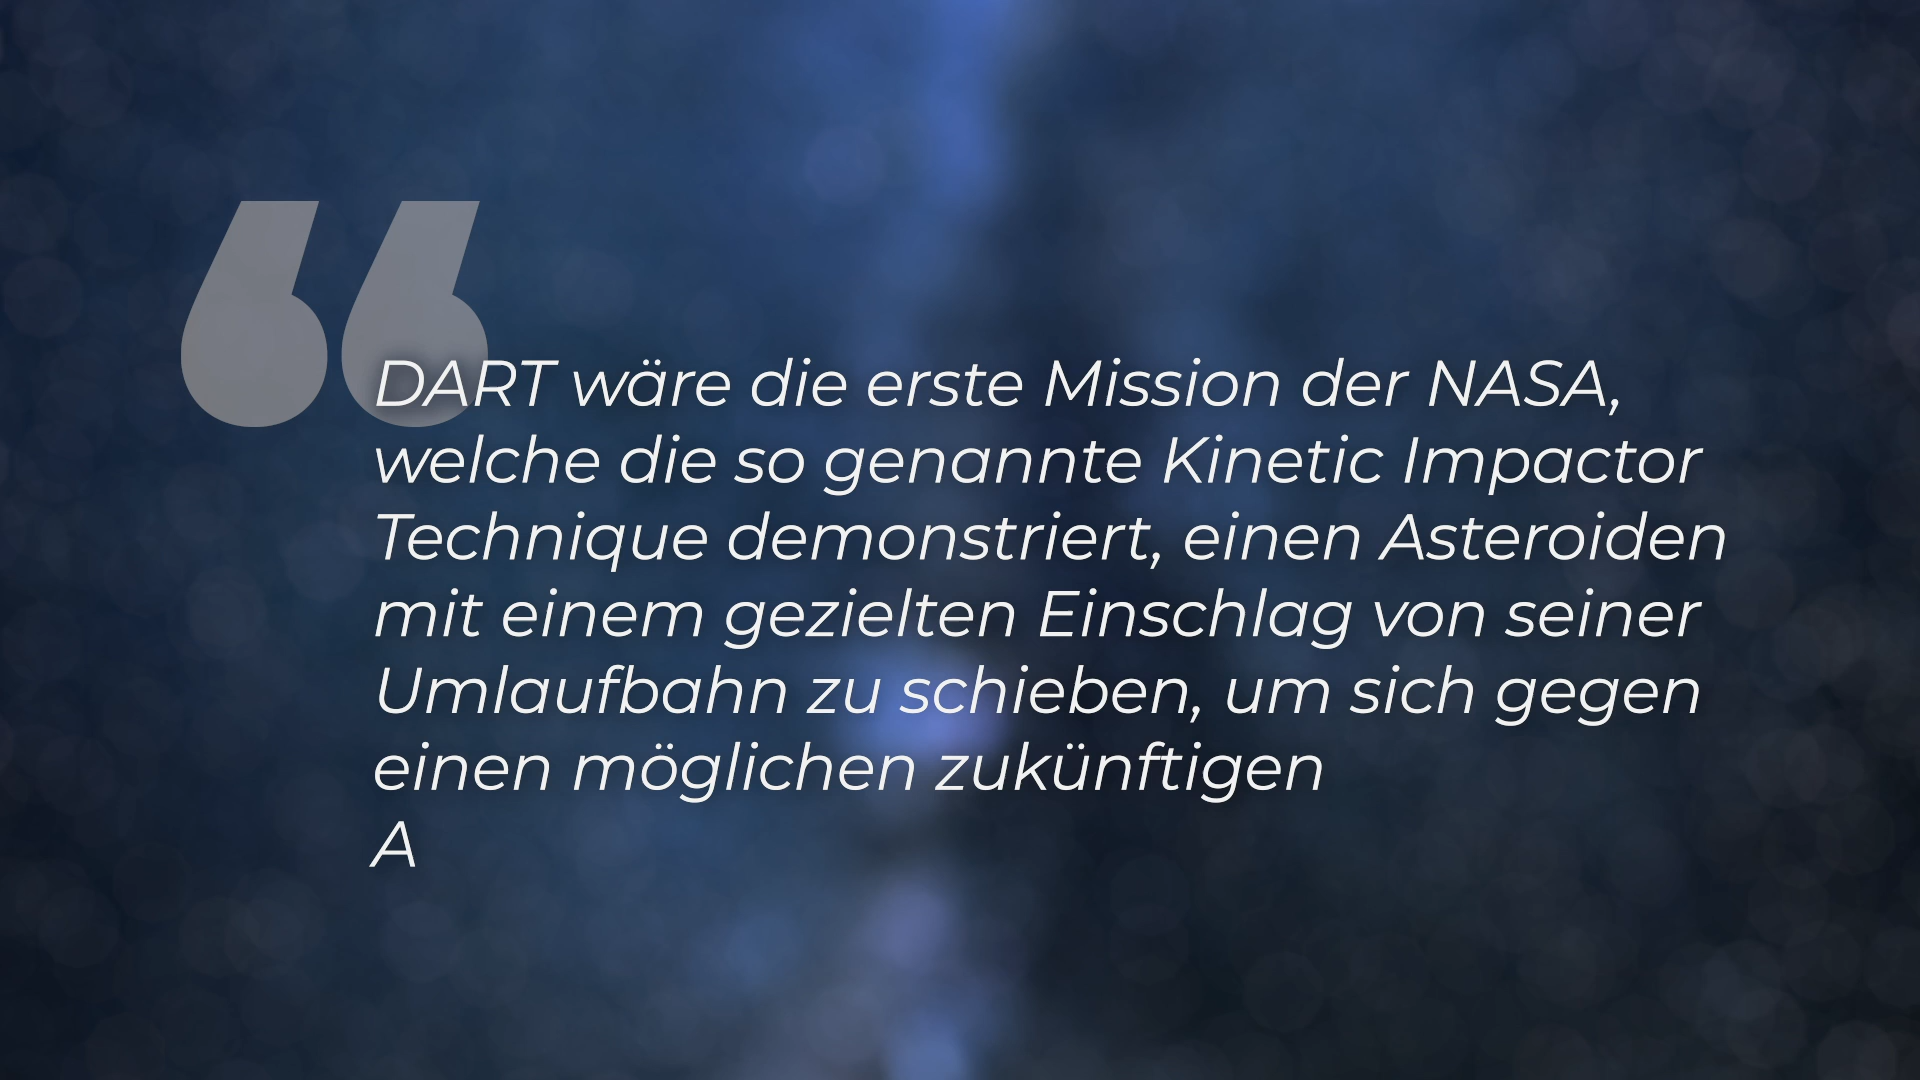 “
DART wäre die erste Mission der NASA,
welche die so genannte Kinetic Impactor
Technique demonstriert, einen Asteroiden
mit einem gezielten Einschlag von seiner
Umlaufbahn zu schieben, um sich gegen
einen möglichen zukünftigen
A